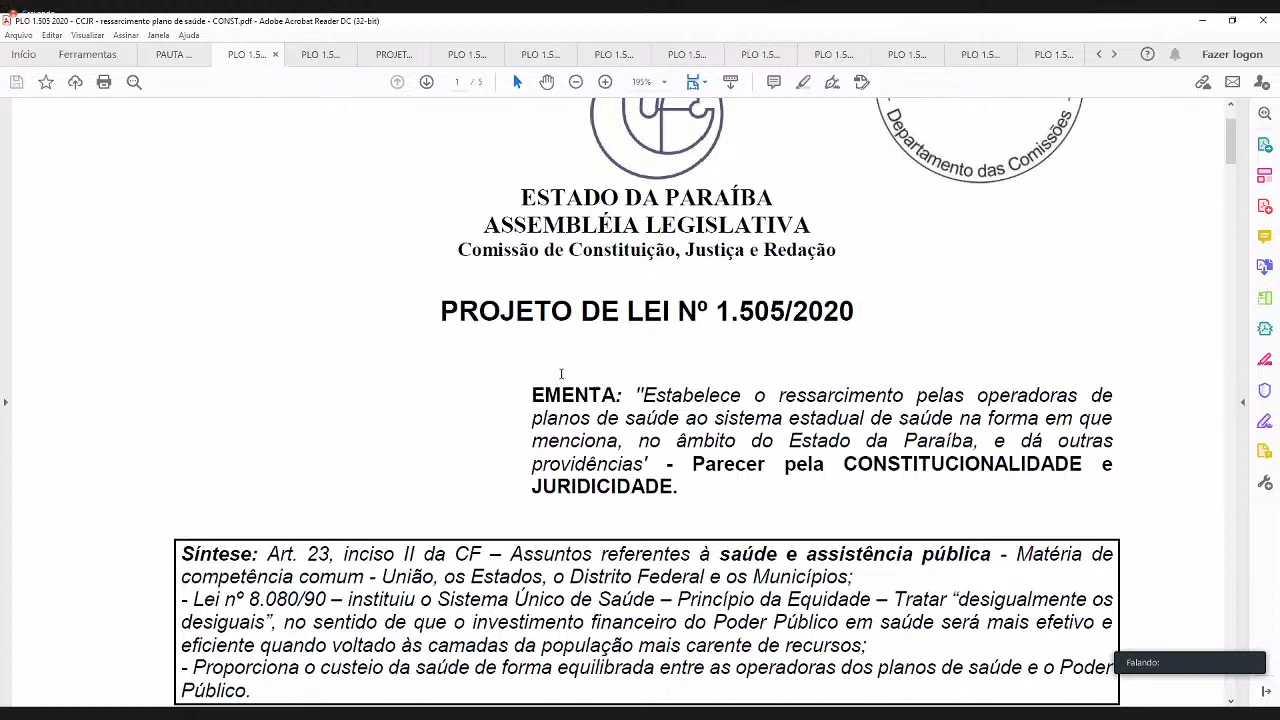 PLO 1.505 2020 - CCJR - ressarcimento plano de saúde - CONST.pdf - Adobe Acrobat Reader DC (32-bit)
Arquivo Editar Visualizar Assinar Janela Ajuda
Início Ferramentas PAUTA ... PLO 1.5... × PLO 1.5... PROJET... PLO 1.5... PLO 1.5... PLO 1.5... PLO 1.5... PLO 1.5... PLO 1.5... PLO 1.5... PLO 1.5... PLO 1.5... Fazer logon
1 / 5 195%
Departamento das Comissões
ESTADO DA PARAÍBA
ASSEMBLÉIA LEGISLATIVA
Comissão de Constituição, Justiça e Redação
PROJETO DE LEI Nº 1.505/2020
EMENTA: "Estabelece o ressarcimento pelas operadoras de
planos de saúde ao sistema estadual de saúde na forma em que
menciona, no âmbito do Estado da Paraíba, e dá outras
providências' - Parecer pela CONSTITUCIONALIDADE e
JURIDICIDADE.
Síntese: Art. 23, inciso II da CF – Assuntos referentes à saúde e assistência pública - Matéria de
competência comum - União, os Estados, o Distrito Federal e os Municípios;
- Lei nº 8.080/90 – instituiu o Sistema Único de Saúde – Princípio da Equidade – Tratar “desigualmente os
desiguais”, no sentido de que o investimento financeiro do Poder Público em saúde será mais efetivo e
eficiente quando voltado às camadas da população mais carente de recursos;
- Proporciona o custeio da saúde de forma equilibrada entre as operadoras dos planos de saúde e o Poder
Público.
Falando: